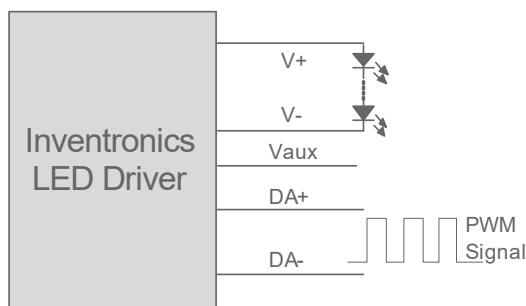 Inventronics
LED Driver
V+
V-
Vaux
DA+
DA-
PWM
Signal